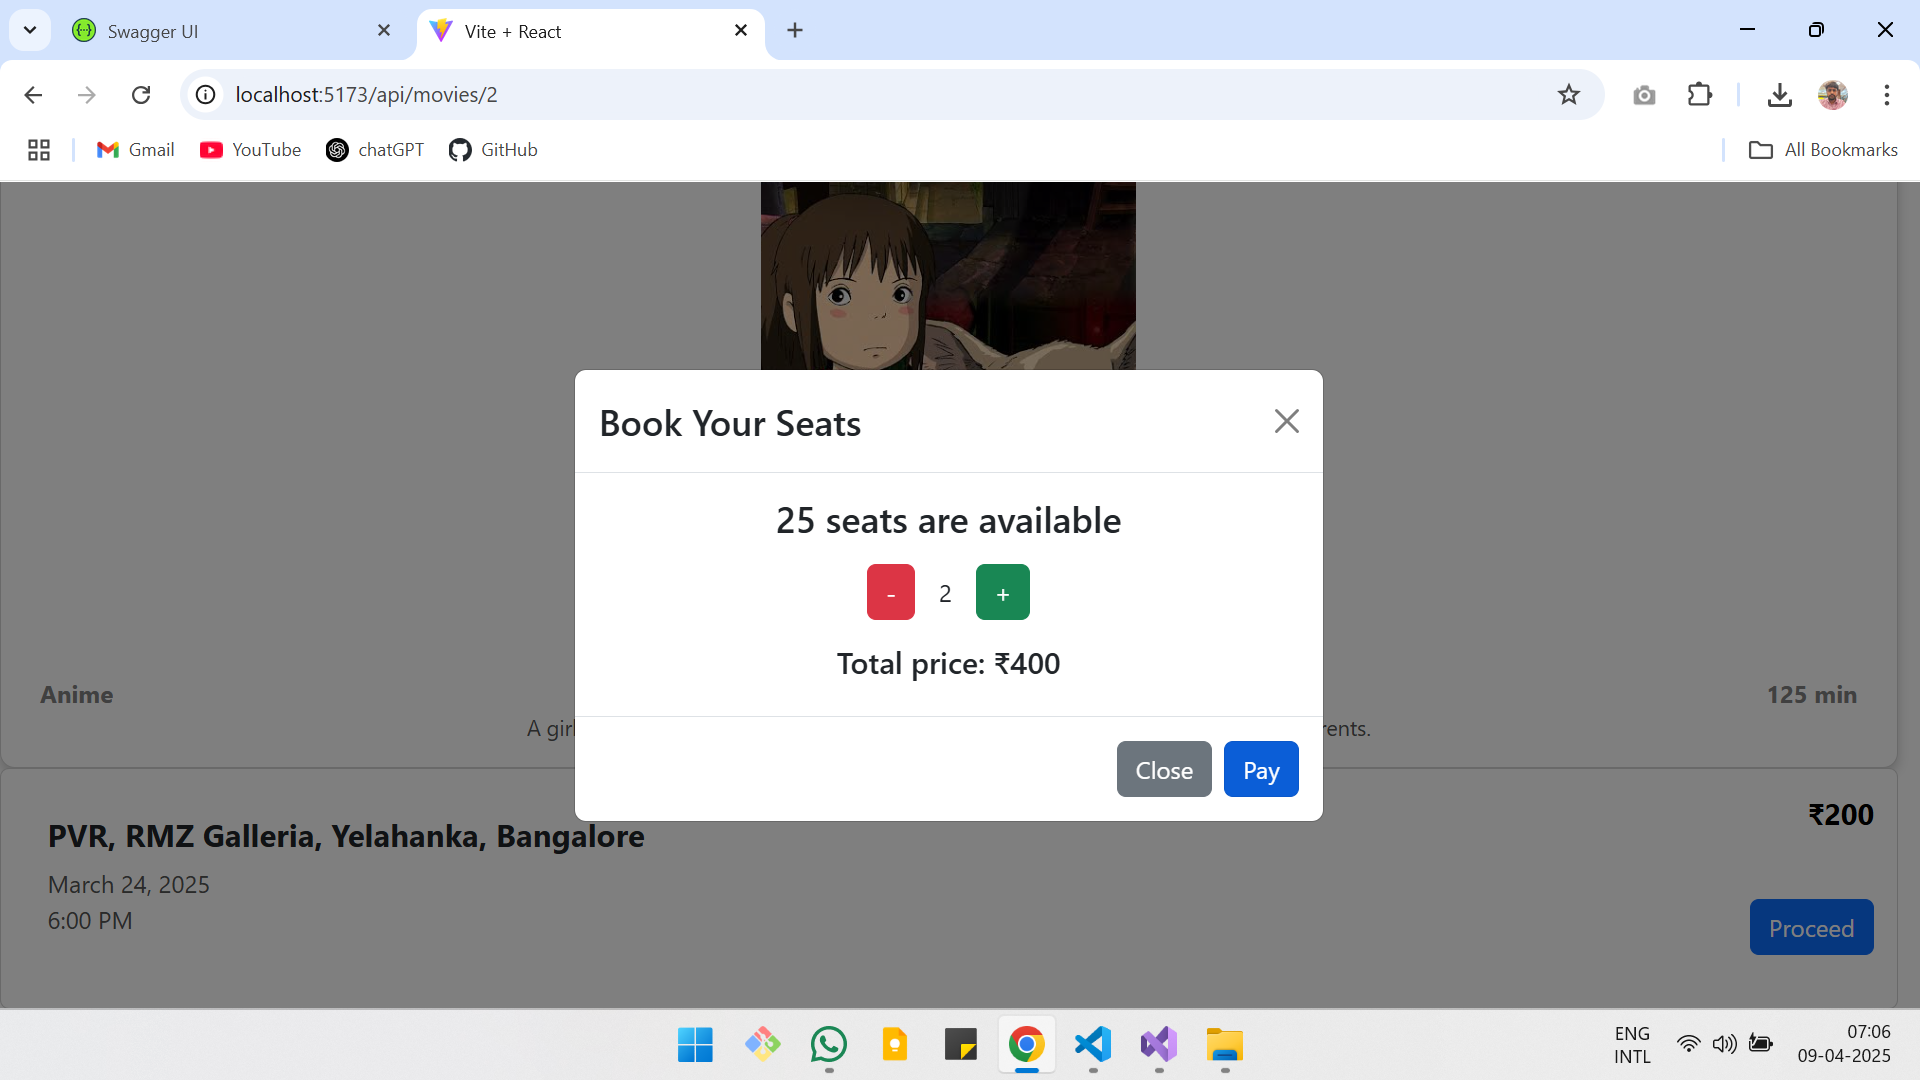 Swagger UI
Vite + React
localhost:5173/api/movies/2
Gmail YouTube chatGPT GitHub All Bookmarks
Book Your Seats
25 seats are available
- 2 +
Total price: ₹400
Anime 125 min
A girl rents.
Close Pay
₹200
PVR, RMZ Galleria, Yelahanka, Bangalore
March 24, 2025
6:00 PM
Proceed
ENG
INTL
07:06
09-04-2025